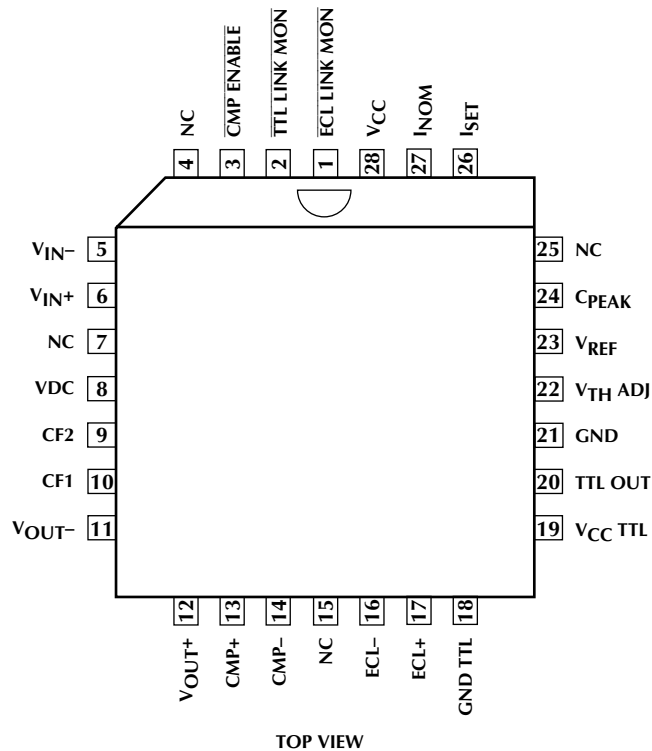 NC
CMP ENABLE
TTL LINK MON
ECL LINK MON
VCC
INOM
ISET
4
3
2
1
28
27
26
VIN– 5
VIN+ 6
NC 7
VDC 8
CF2 9
CF1 10
VOUT– 11
25 NC
24 CPEAK
23 VREF
22 VTH ADJ
21 GND
20 TTL OUT
19 VCC TTL
12
13
14
15
16
17
18
VOUT+
CMP+
CMP–
NC
ECL–
ECL+
GND TTL
TOP VIEW